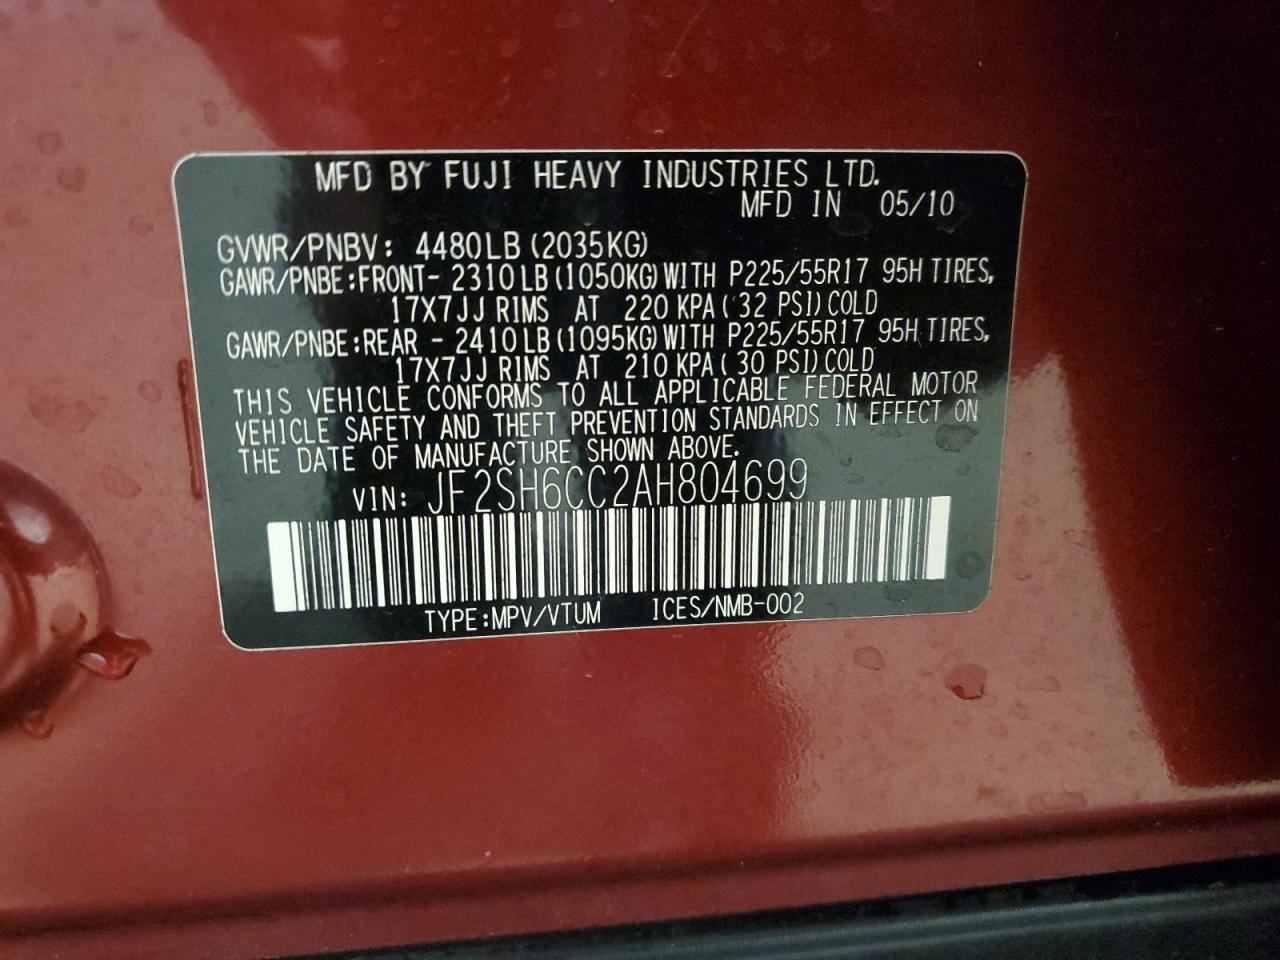 MFD BY FUJI HEAVY INDUSTRIES LTD.
MFD IN 05/10
GVWR/PNBV: 4480LB (2035KG)
GAWR/PNBE:FRONT- 2310LB (1050KG) WITH P225/55R17 95H TIRES,
17X7JJ RIMS AT 220 KPA ( 32 PSI) COLD
GAWR/PNBE:REAR - 2410LB (1095KG) WITH P225/55R17 95H TIRES,
17X7JJ RIMS AT 210 KPA ( 30 PSI) COLD
THIS VEHICLE CONFORMS TO ALL APPLICABLE FEDERAL MOTOR
VEHICLE SAFETY AND THEFT PREVENTION STANDARDS IN EFFECT ON
THE DATE OF MANUFACTURE SHOWN ABOVE.
VIN: JF2SH6CC2AH804699
TYPE:MPV/VTUM ICES/NMB-002